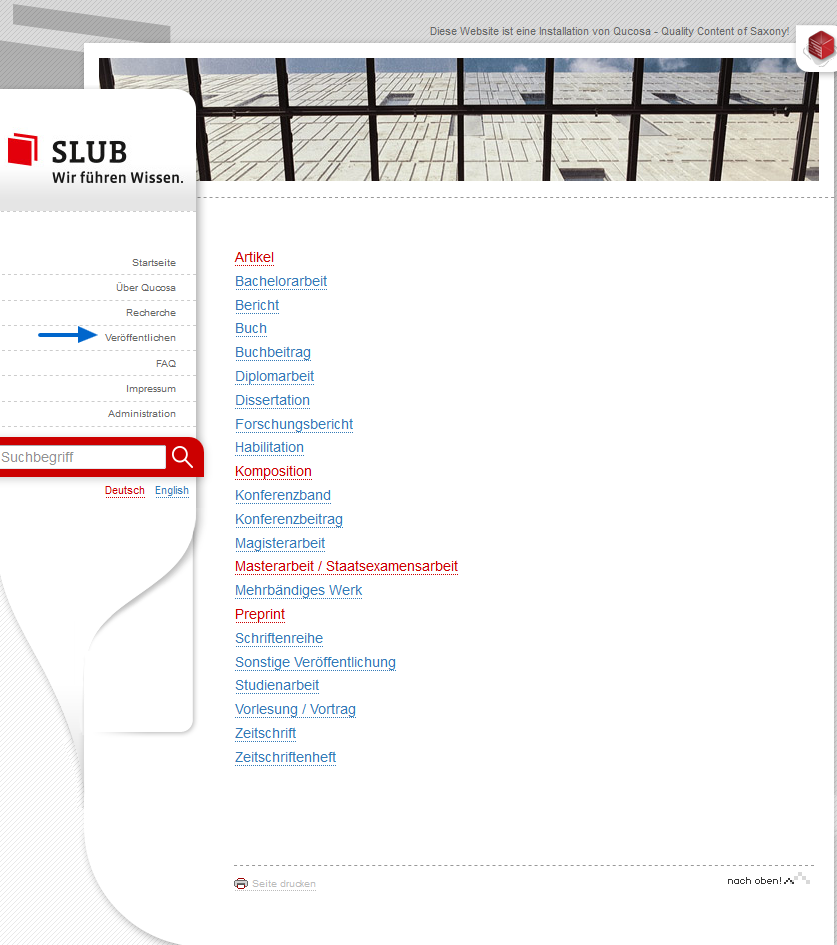 Diese Website ist eine Installation von Qucosa - Quality Content of Saxony!
SLUB
Wir führen Wissen.
Startseite
Über Qucosa
Recherche
Veröffentlichen
FAQ
Impressum
Administration
Suchbegriff
Deutsch English
Artikel
Bachelorarbeit
Bericht
Buch
Buchbeitrag
Diplomarbeit
Dissertation
Forschungsbericht
Habilitation
Komposition
Konferenzband
Konferenzbeitrag
Magisterarbeit
Masterarbeit / Staatsexamensarbeit
Mehrbändiges Werk
Preprint
Schriftenreihe
Sonstige Veröffentlichung
Studienarbeit
Vorlesung / Vortrag
Zeitschrift
Zeitschriftenheft
Seite drucken
nach oben!